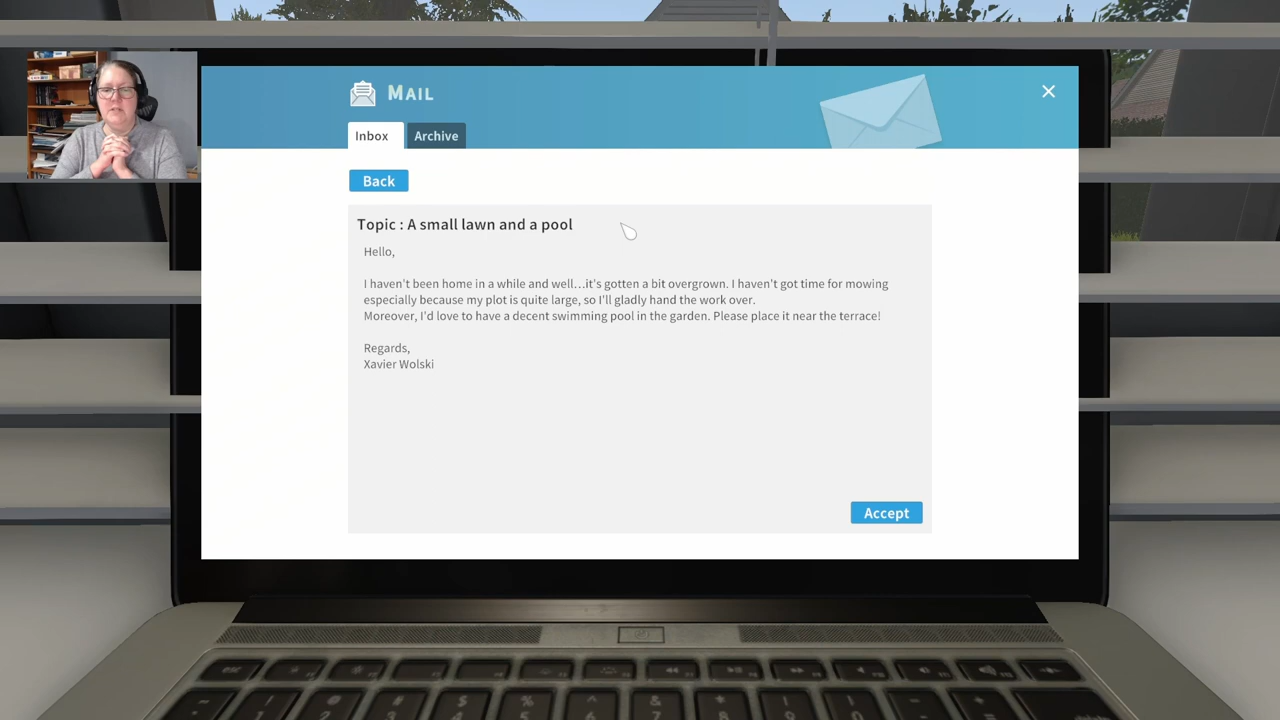 MAIL
Inbox
Archive
Back
Topic : A small lawn and a pool
Hello,
I haven't been home in a while and well...it's gotten a bit overgrown. I haven't got time for mowing
especially because my plot is quite large, so I'll gladly hand the work over.
Moreover, I'd love to have a decent swimming pool in the garden. Please place it near the terrace!
Regards,
Xavier Wolski
Accept